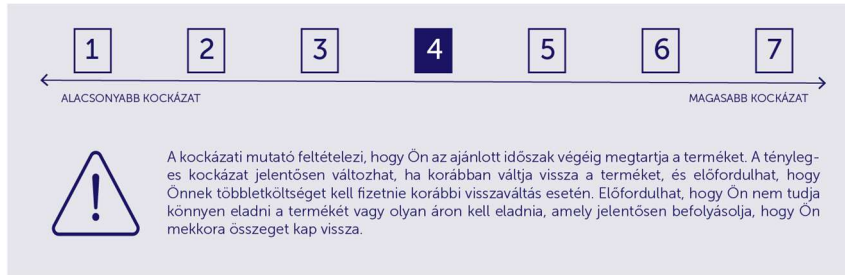 1 2 3 4 5 6 7
ALACSONYABB KOCKÁZAT MAGASABB KOCKÁZAT
A kockázati mutató feltételezi, hogy Ön az ajánlott időszak végéig megtartja a terméket. A tényleg-
es kockázat jelentősen változhat, ha korábban váltja vissza a terméket, és előfordulhat, hogy
Önnek többletköltséget kell fizetnie korábbi visszaváltás esetén. Előfordulhat, hogy Ön nem tudja
könnyen eladni a termékét vagy olyan áron kell eladnia, amely jelentősen befolyásolja, hogy Ön
mekkora összeget kap vissza.